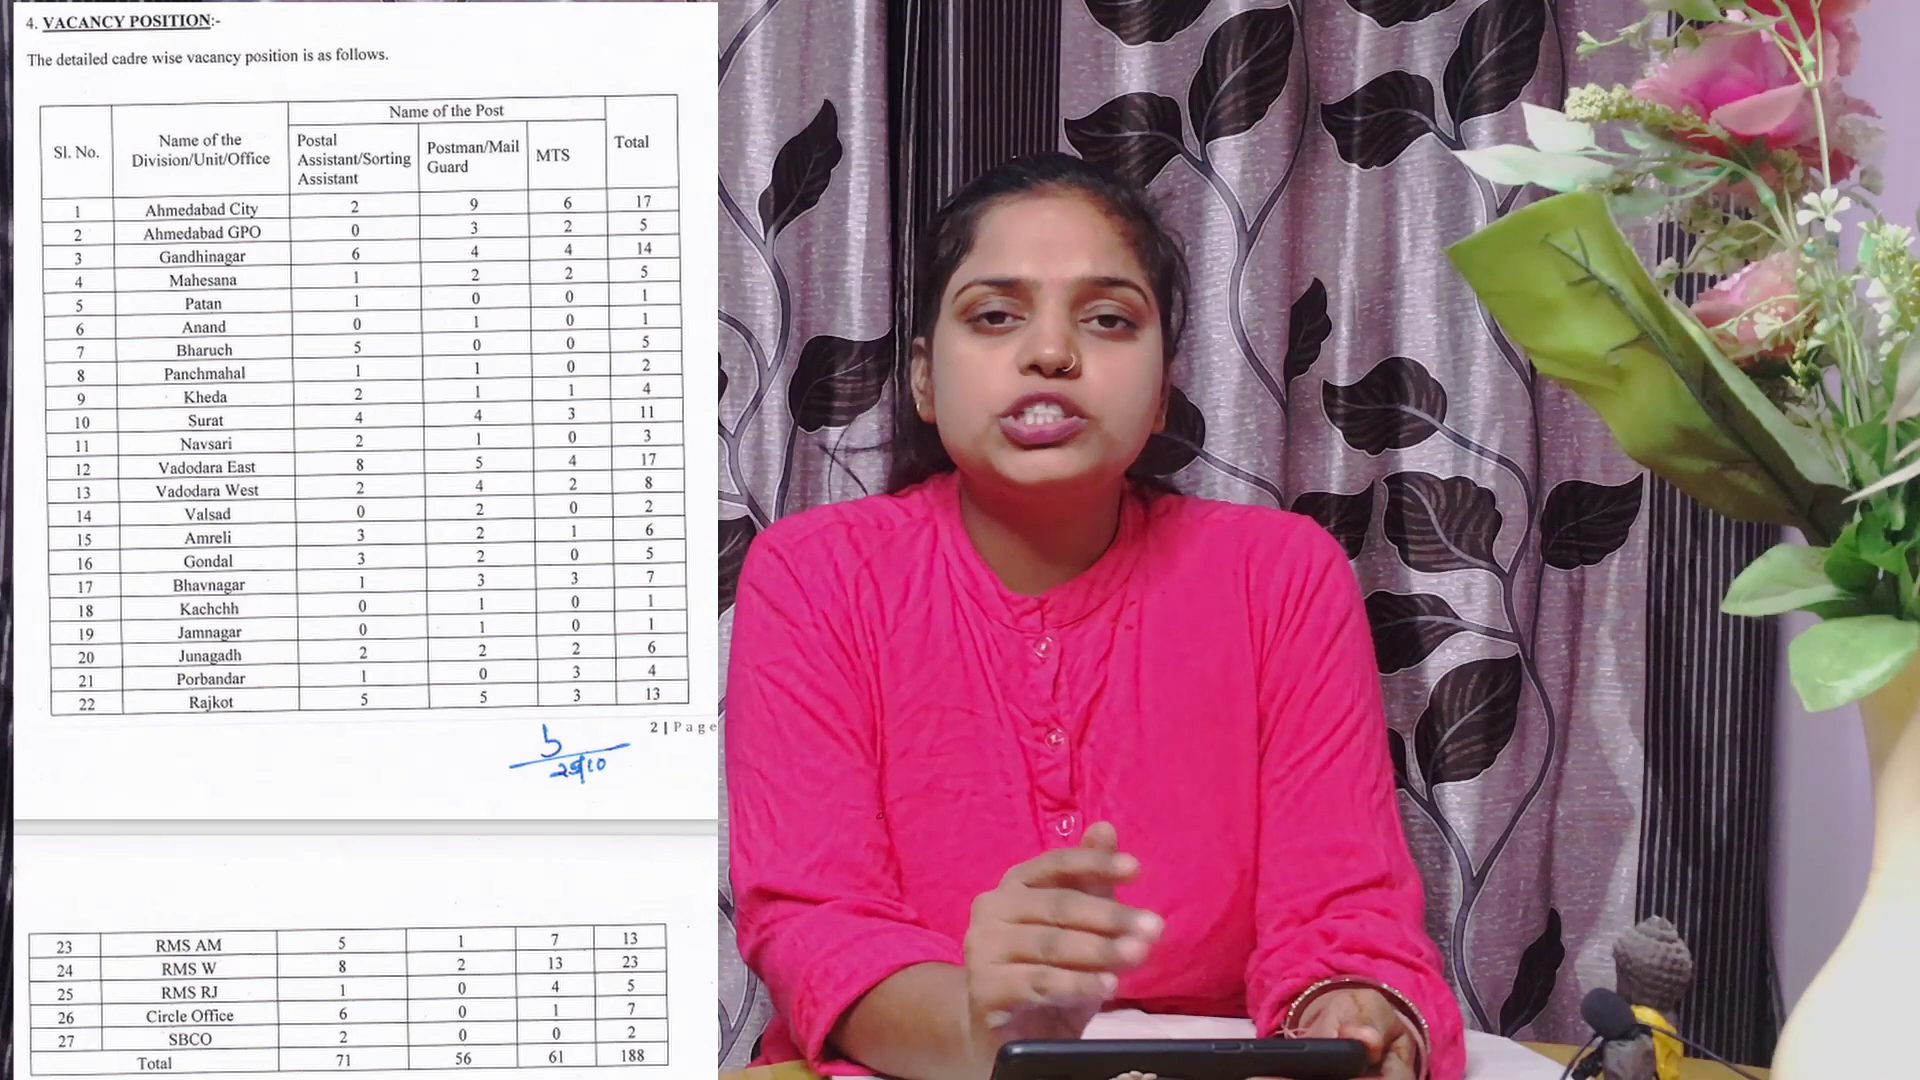 4. VACANCY POSITION:-
The detailed cadre wise vacancy position is as follows.
Sl. No. Name of the Division/Unit/Office Name of the Post Total
Postal Assistant/Sorting Assistant Postman/Mail Guard MTS
1 Ahmedabad City 2 9 6 17
2 Ahmedabad GPO 0 3 2 5
3 Gandhinagar 6 4 4 14
4 Mahesana 1 2 2 5
5 Patan 1 0 0 1
6 Anand 0 1 0 1
7 Bharuch 5 0 0 5
8 Panchmahal 1 1 0 2
9 Kheda 2 1 1 4
10 Surat 4 4 3 11
11 Navsari 2 1 0 3
12 Vadodara East 8 5 4 17
13 Vadodara West 2 4 2 8
14 Valsad 0 2 0 2
15 Amreli 3 2 1 6
16 Gondal 3 2 0 5
17 Bhavnagar 1 3 3 7
18 Kachchh 0 1 0 1
19 Jamnagar 0 1 0 1
20 Junagadh 2 2 2 6
21 Porbandar 1 0 3 4
22 Rajkot 5 5 3 13
2 | Page
23 RMS AM 5 1 7 13
24 RMS W 8 2 13 23
25 RMS RJ 1 0 4 5
26 Circle Office 6 0 1 7
27 SBCO 2 0 0 2
Total 71 56 61 188